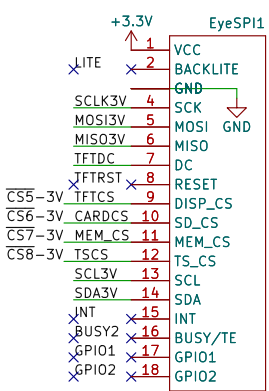 +3.3V EyeSPI1
1 VCC
LITE 2 BACKLITE
GND
SCLK3V 4 SCK
MOSI3V 5 MOSI GND
MISO3V 6 MISO
TFTDC 7 DC
TFTRST 8 RESET
CS5-3V TFTCS 9 DISP_CS
CS6-3V CARDCS 10 SD_CS
CS7-3V MEM_CS 11 MEM_CS
CS8-3V TSCS 12 TS_CS
SCL3V 13 SCL
SDA3V 14 SDA
INT 15 INT
BUSY2 16 BUSY/TE
GPIO1 17 GPIO1
GPIO2 18 GPIO2